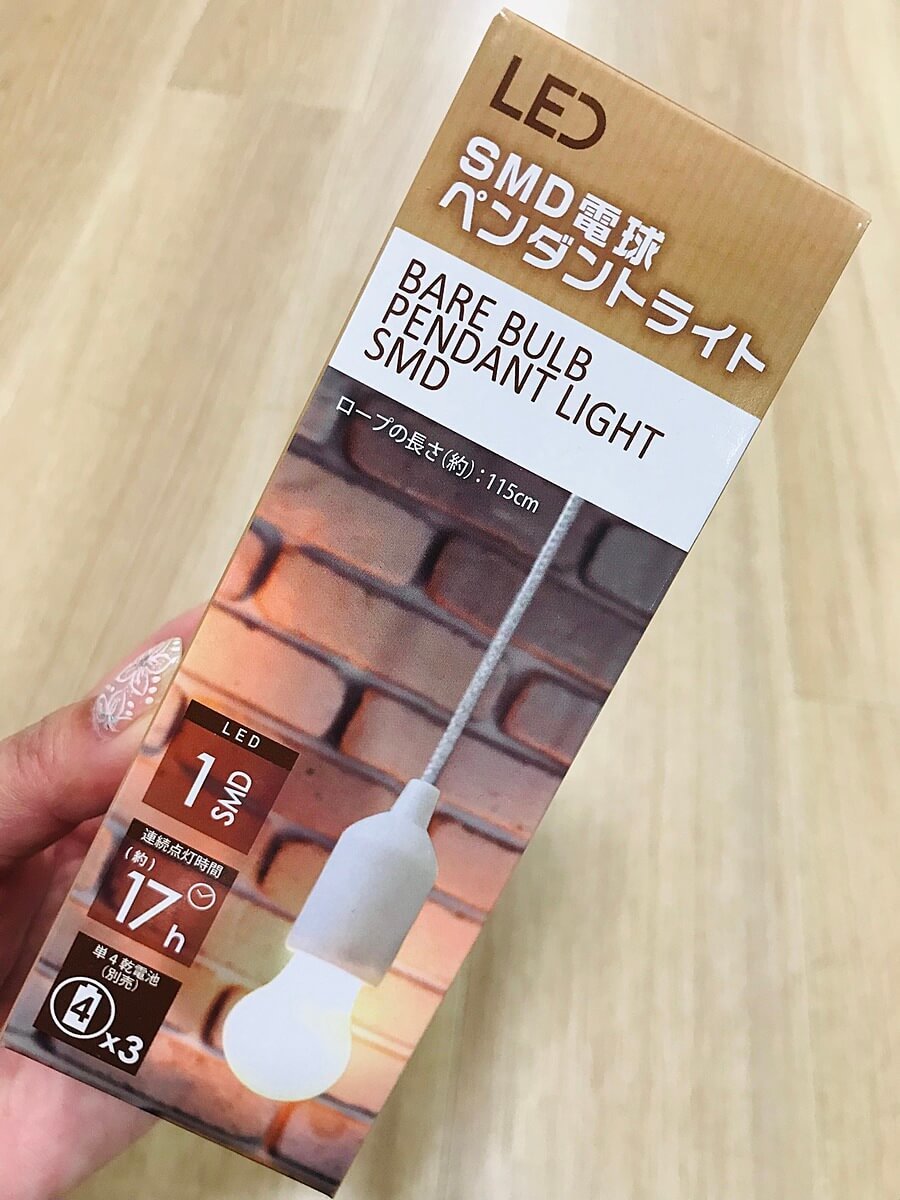 LED
SMD電球
ペンダントライト
BARE BULB
PENDANT LIGHT
SMD
ロープの長さ(約):115cm
LED
1 SMD
連続点灯時間
(約)
17h
単4乾電池
(別売)
4 x3